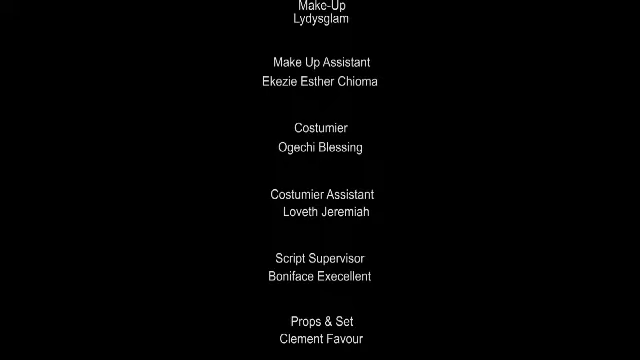 Make-Up
Lydysglam
Make Up Assistant
Ekezie Esther Chioma
Costumier
Ogechi Blessing
Costumier Assistant
Loveth Jeremiah
Script Supervisor
Boniface Execellent
Props & Set
Clement Favour